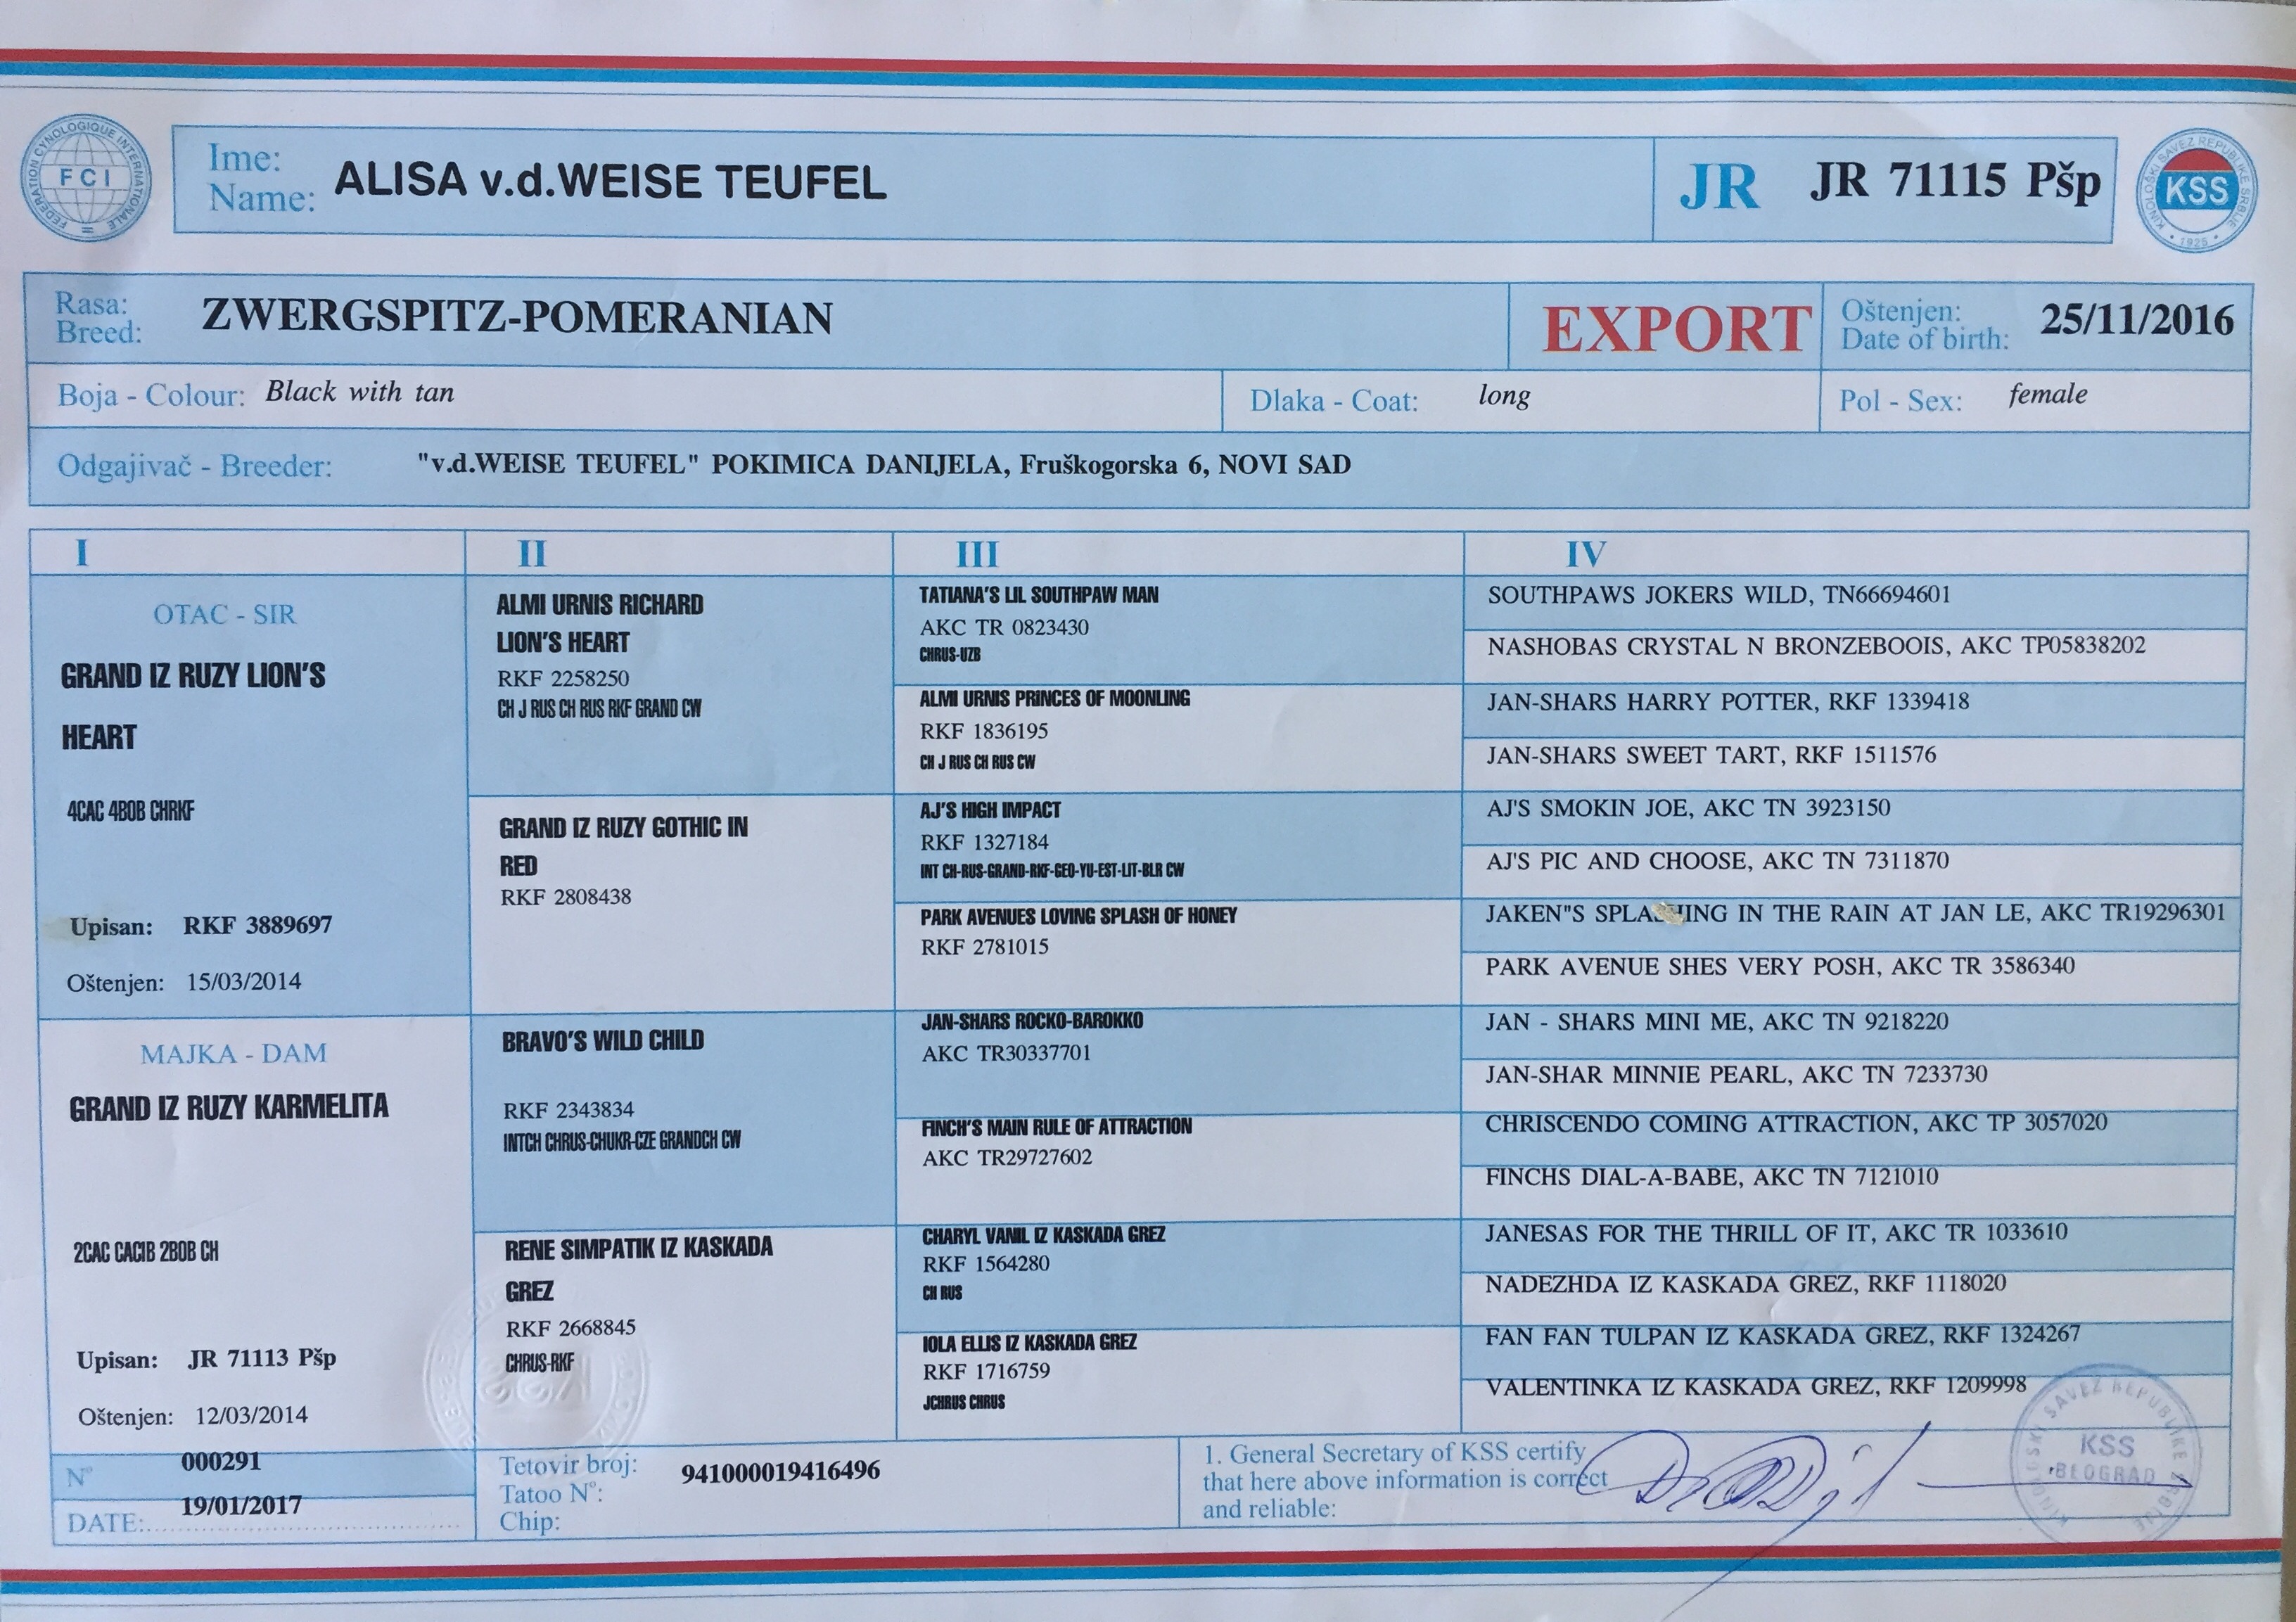 FEDERATION CYNOLOGIQUE INTERNATIONALE
FCI
Ime:
Name:
ALISA v.d.WEISE TEUFEL
JR
JR 71115 Pšp
KINOLOŠKI SAVEZ REPUBLIKE SRBIJE
KSS
• 1925 •
Rasa:
Breed:
ZWERGSPITZ-POMERANIAN
EXPORT
Oštenjen:
Date of birth:
25/11/2016
Boja - Colour: Black with tan
Dlaka - Coat: long
Pol - Sex: female
Odgajivač - Breeder: "v.d.WEISE TEUFEL" POKIMICA DANIJELA, Fruškogorska 6, NOVI SAD
I
II
III
IV
OTAC - SIR
GRAND IZ RUZY LION'S
HEART
4CAC 4BOB CHRKF
Upisan: RKF 3889697
Oštenjen: 15/03/2014
MAJKA - DAM
GRAND IZ RUZY KARMELITA
2CAC CACIB 2BOB CH
Upisan: JR 71113 Pšp
Oštenjen: 12/03/2014
ALMI URNIS RICHARD
LION'S HEART
RKF 2258250
CH J RUS CH RUS RKF GRAND CW
GRAND IZ RUZY GOTHIC IN
RED
RKF 2808438
BRAVO'S WILD CHILD
RKF 2343834
INTCH CHRUS-CHUKR-CZE GRANDCH CW
RENE SIMPATIK IZ KASKADA
GREZ
RKF 2668845
CHRUS-RKF
TATIANA'S LIL SOUTHPAW MAN
AKC TR 0823430
CHRUS-UZB
ALMI URNIS PRINCES OF MOONLING
RKF 1836195
CH J RUS CH RUS CW
AJ'S HIGH IMPACT
RKF 1327184
INT CH-RUS-GRAND-RKF-GEO-YU-EST-LIT-BLR CW
PARK AVENUES LOVING SPLASH OF HONEY
RKF 2781015
JAN-SHARS ROCKO-BAROKKO
AKC TR30337701
FINCH'S MAIN RULE OF ATTRACTION
AKC TR29727602
CHARYL VANIL IZ KASKADA GREZ
RKF 1564280
CH RUS
IOLA ELLIS IZ KASKADA GREZ
RKF 1716759
JCHRUS CHRUS
SOUTHPAWS JOKERS WILD, TN66694601
NASHOBAS CRYSTAL N BRONZEBOOIS, AKC TP05838202
JAN-SHARS HARRY POTTER, RKF 1339418
JAN-SHARS SWEET TART, RKF 1511576
AJ'S SMOKIN JOE, AKC TN 3923150
AJ'S PIC AND CHOOSE, AKC TN 7311870
JAKEN"S IN THE RAIN AT JAN LE, AKC TR19296301
PARK AVENUE SHES VERY POSH, AKC TR 3586340
JAN - SHARS MINI ME, AKC TN 9218220
JAN-SHAR MINNIE PEARL, AKC TN 7233730
CHRISCENDO COMING ATTRACTION, AKC TP 3057020
FINCHS DIAL-A-BABE, AKC TN 7121010
JANESAS FOR THE THRILL OF IT, AKC TR 1033610
NADEZHDA IZ KASKADA GREZ, RKF 1118020
FAN FAN TULPAN IZ KASKADA GREZ, RKF 1324267
VALENTINKA IZ KASKADA GREZ, RKF 1209998
N° 000291
DATE: 19/01/2017
Tetovir broj:
Tatoo N°:
Chip:
941000019416496
1. General Secretary of KSS certify
that here above information is correct
and reliable:
KSS
BEOGRAD